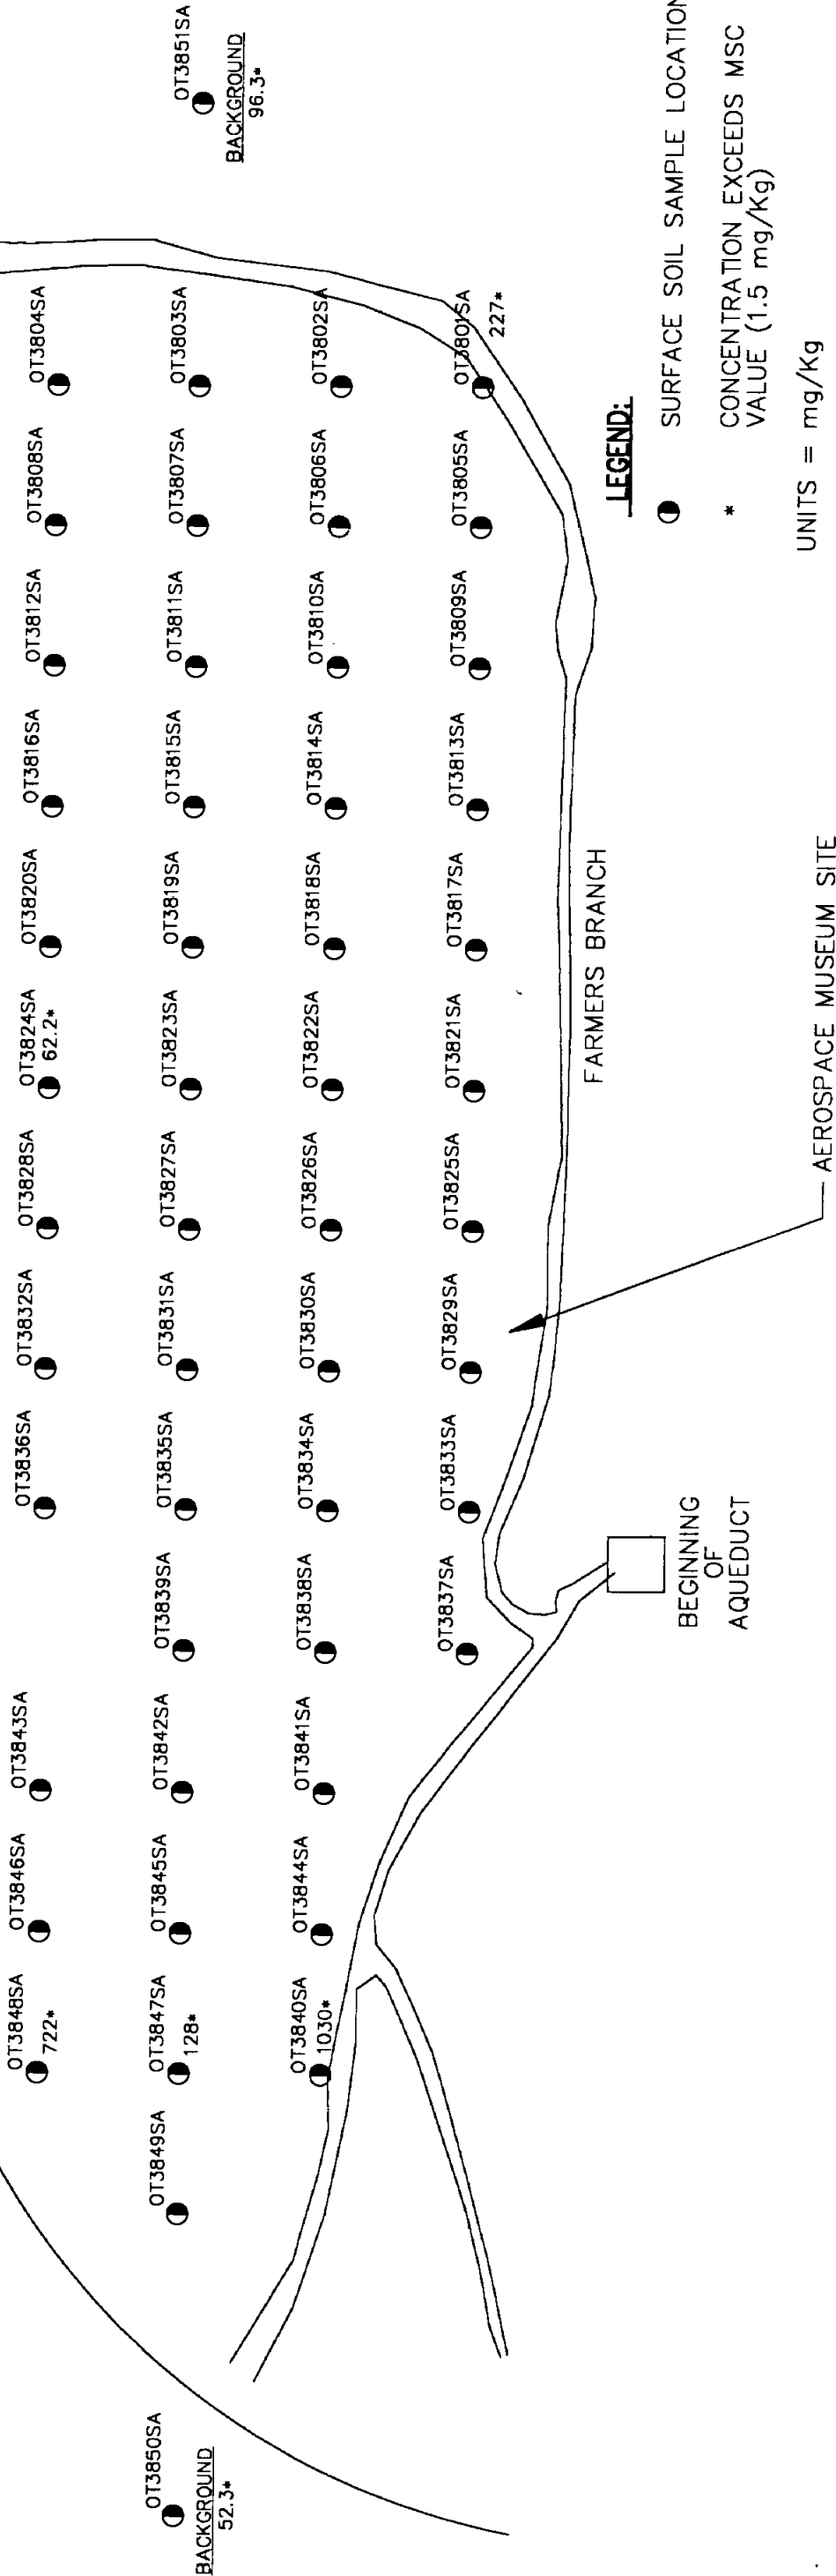 OT3850SA
BACKGROUND
52.3*
OT3849SA
OT3848SA
722*
OT3847SA
128*
OT3840SA
1030*
OT3846SA
OT3845SA
OT3844SA
OT3843SA
OT3842SA
OT3841SA
OT3839SA
OT3838SA
OT3837SA
OT3836SA
OT3835SA
OT3834SA
OT3833SA
OT3832SA
OT3831SA
OT3830SA
OT3829SA
OT3828SA
OT3827SA
OT3826SA
OT3825SA
OT3824SA
62.2*
OT3823SA
OT3822SA
OT3821SA
OT3820SA
OT3819SA
OT3818SA
OT3817SA
OT3816SA
OT3815SA
OT3814SA
OT3813SA
OT3812SA
OT3811SA
OT3810SA
OT3809SA
OT3808SA
OT3807SA
OT3806SA
OT3805SA
OT3804SA
OT3803SA
OT3802SA
OT3801SA
227*
OT3851SA
BACKGROUND
96.3*
BEGINNING
OF
AQUEDUCT
FARMERS BRANCH
AEROSPACE MUSEUM SITE
LEGEND:
SURFACE SOIL SAMPLE LOCATION
* CONCENTRATION EXCEEDS MSC
VALUE (1.5 mg/Kg)
UNITS = mg/Kg